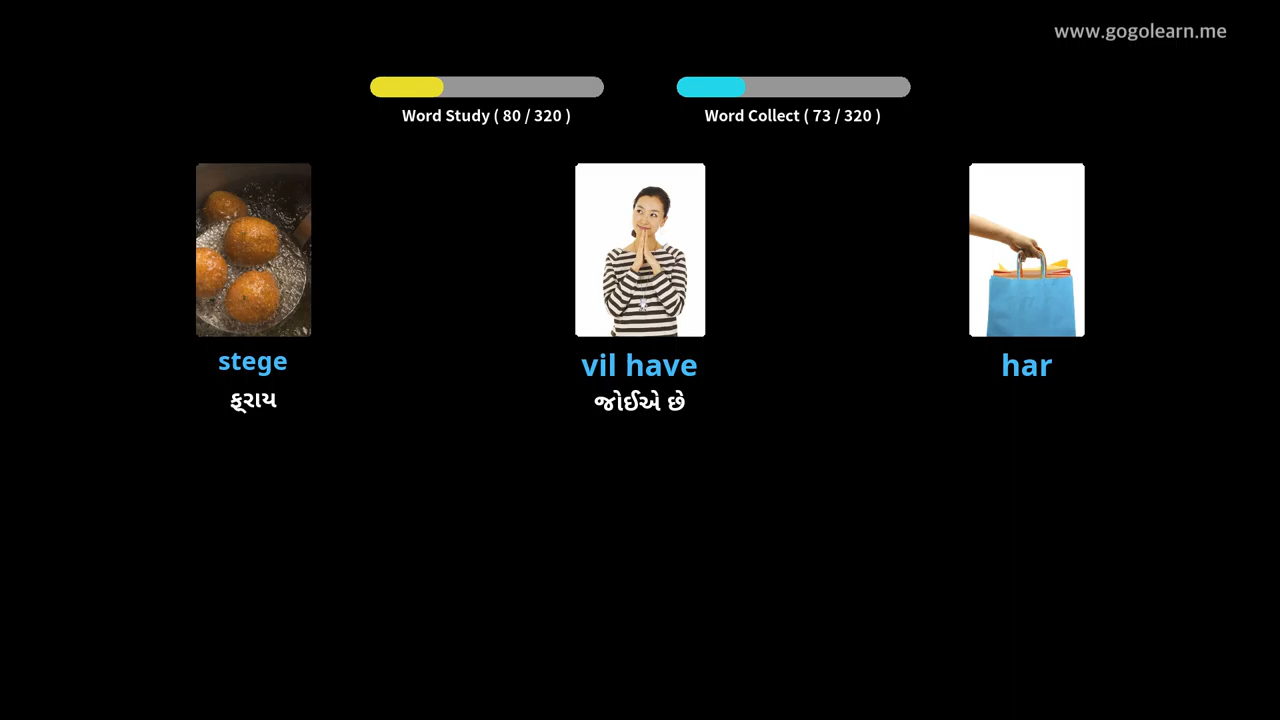 www.gogolearn.me
Word Study ( 80 / 320 )
Word Collect ( 73 / 320 )
stege
ફ્રાય
vil have
જોઈએ છે
har